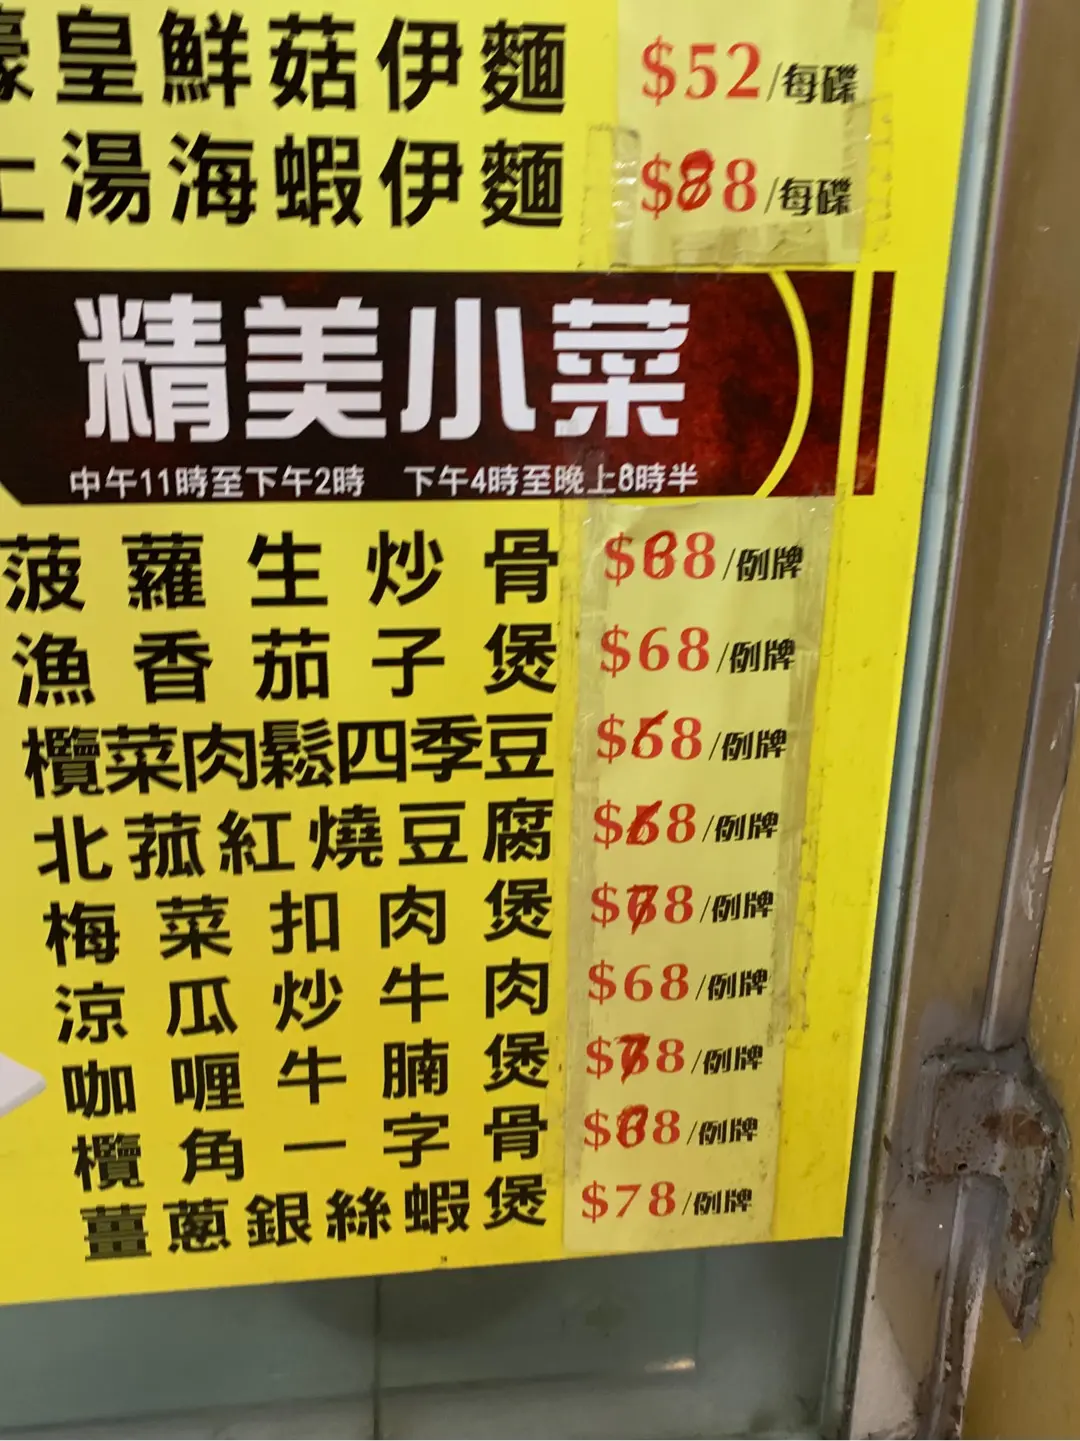 皇鮮菇伊麵 $52/每碟
湯海蝦伊麵 $88/每碟
精美小菜
中午11時至下午2時 下午4時至晚上8時半
菠蘿生炒骨 $88/例牌
漁香茄子煲 $68/例牌
欖菜肉鬆四季豆 $68/例牌
北菰紅燒豆腐 $68/例牌
梅菜扣肉煲 $78/例牌
涼瓜炒牛肉 $68/例牌
咖喱牛腩煲 $78/例牌
欖角一字骨 $88/例牌
薑蔥銀絲蝦煲 $78/例牌